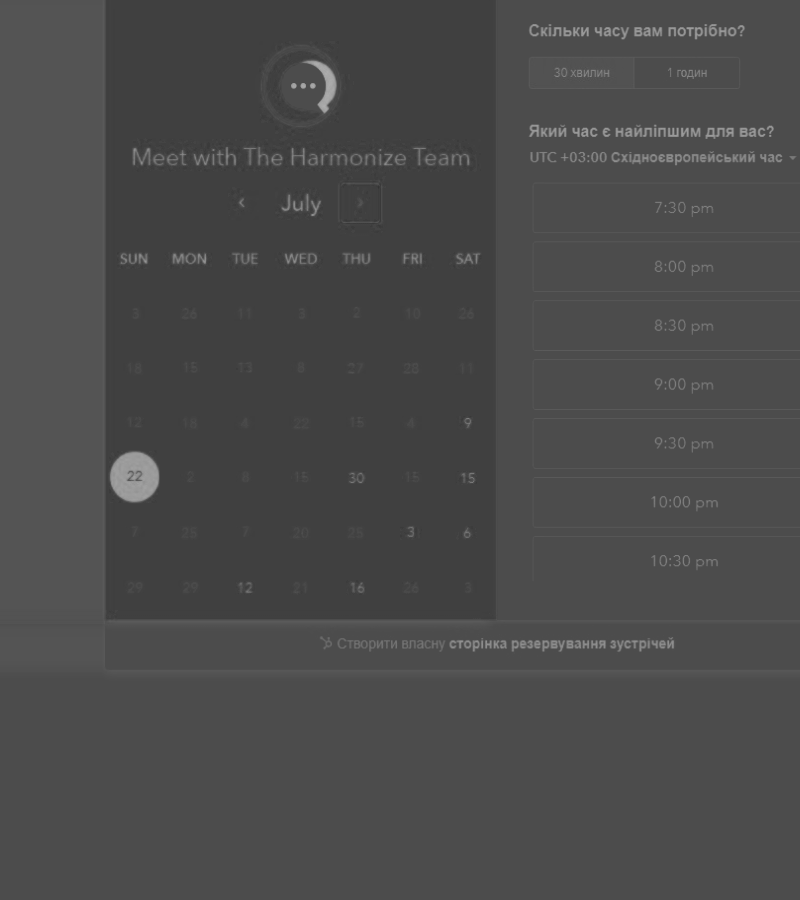 Meet with The Harmonize Team
July
SUN MON TUE WED THU FRI SAT
3 26 11 2 10 26
15 13 8 27 28 11
12 18 4 22 15 4 9
22 2 8 15 30 15 15
7 25 7 20 25 3 6
29 29 12 21 16 26 3
Скільки часу вам потрібно?
30 хвилин 1 годин
Який час є найліпшим для вас?
UTC +03:00 Східноєвропейський час
7:30 pm
8:00 pm
8:30 pm
9:00 pm
9:30 pm
10:00 pm
10:30 pm
Створити власну сторінка резервування зустрічей